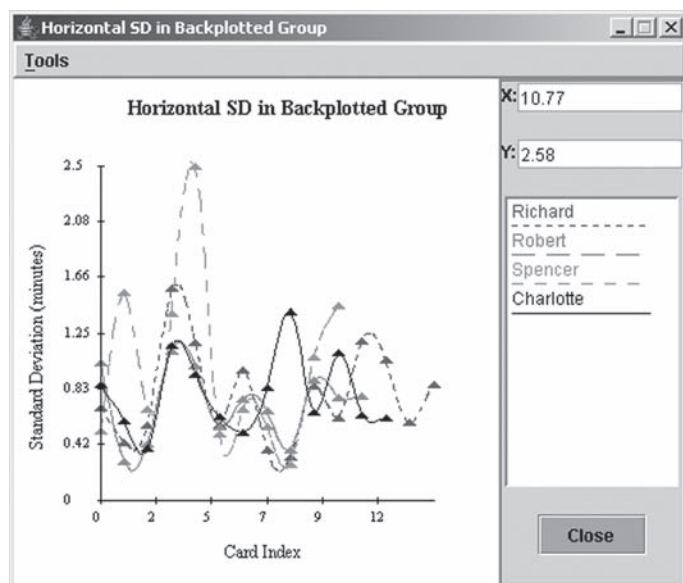 Horizontal SD in Backplotted Group
Tools
Horizontal SD in Backplotted Group
X: 10.77
Y: 2.58
2.5
2.08
1.66
1.25
0.83
0.42
0
Standard Deviation (minutes)
0 2 5 7 9 12
Card Index
Richard
Robert
Spencer
Charlotte
Close